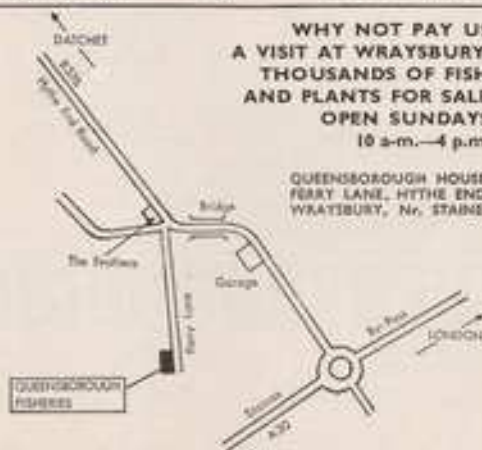 WHY NOT PAY U
A VISIT AT WRAYSBURY
THOUSANDS OF FISH
AND PLANTS FOR SAL
OPEN SUNDAYS
10 a-m.—4 p.m
QUEENSBOROUGH HOUSE
FERRY LANE, HYTHE END
WRAYSBURY, Nr. STAINE
DATCHET
Hythe End Road
Bridge
The Feathers
Garage
Ferry Lane
By-Pass
LONDON
QUEENSBOROUGH
FISHERIES
Staines
A30